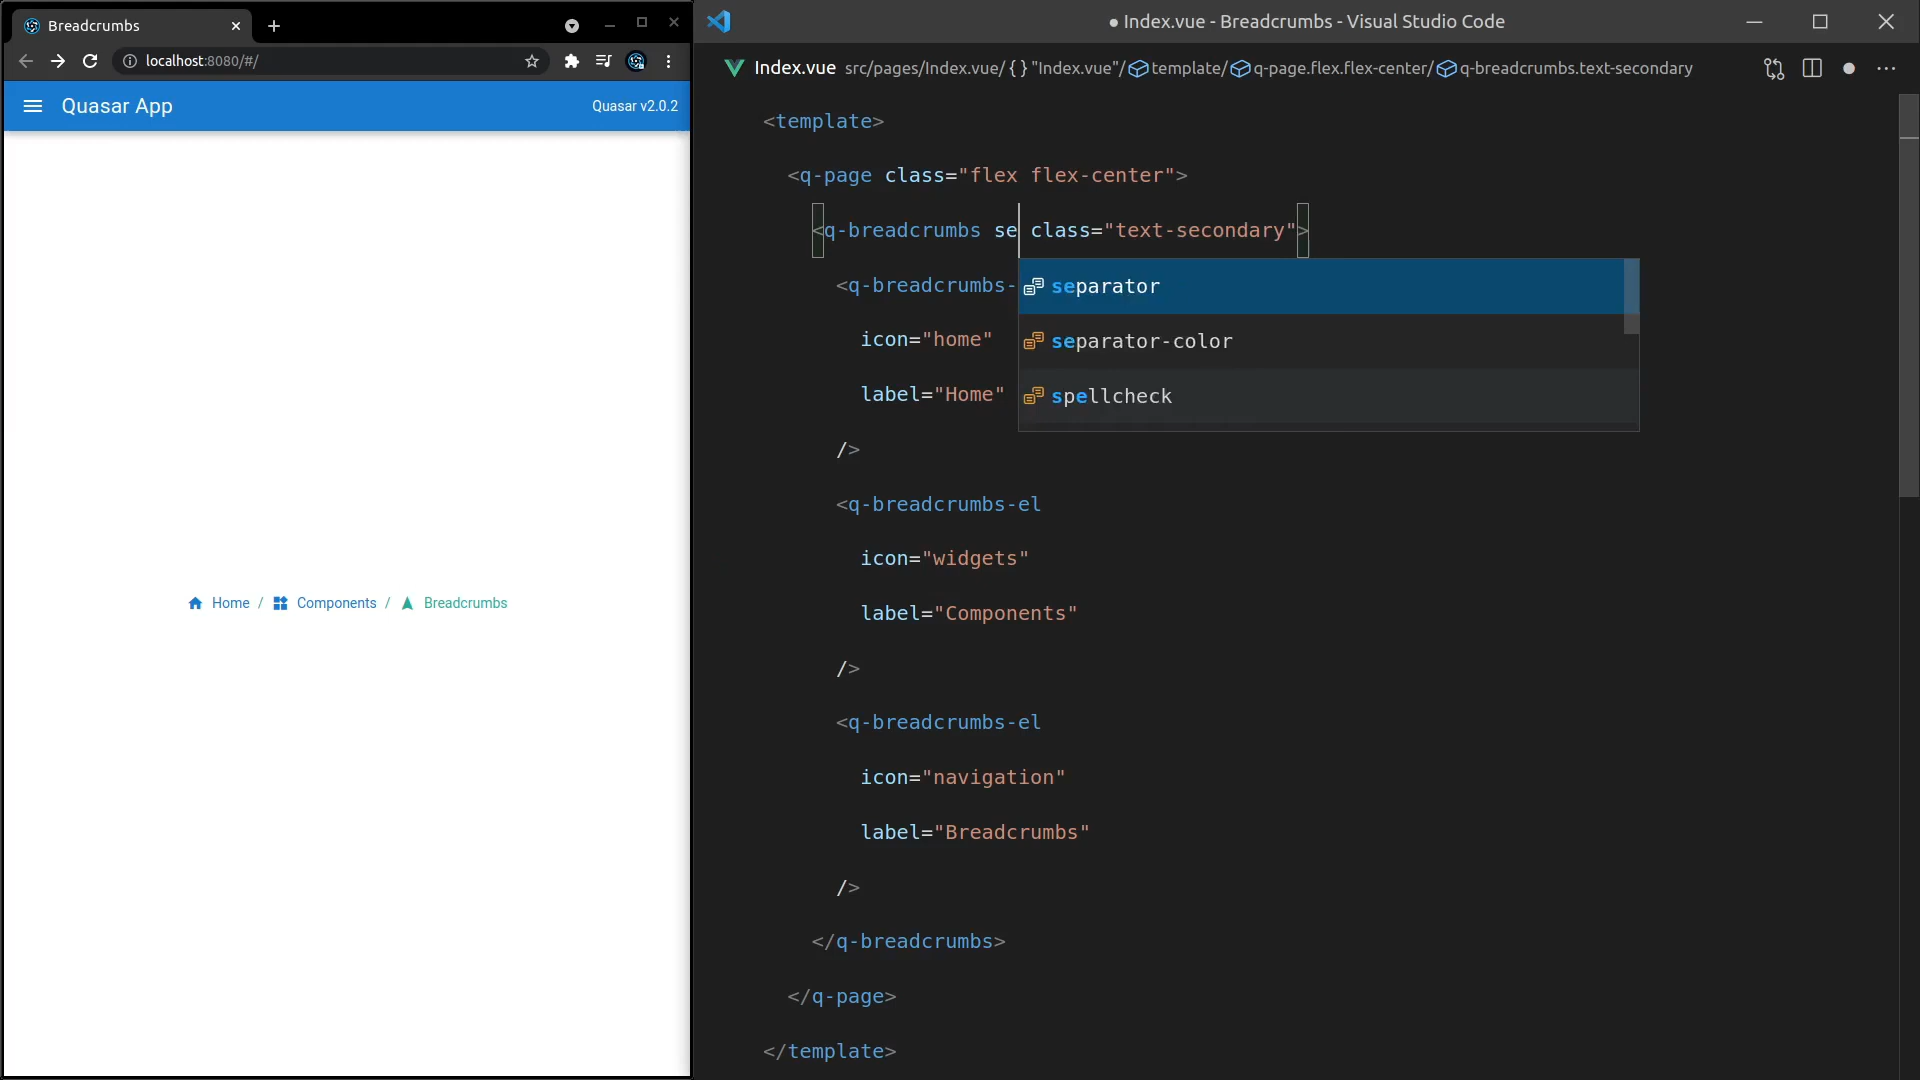 Breadcrumbs
localhost:8080/#/
Quasar App
Quasar v2.0.2
Home / Components / Breadcrumbs
● Index.vue - Breadcrumbs - Visual Studio Code
Index.vue src/pages/Index.vue/ {} "Index.vue"/ template/ q-page.flex.flex-center/ q-breadcrumbs.text-secondary
<template>
<q-page class="flex flex-center">
<q-breadcrumbs se class="text-secondary">
<q-breadcrumbs-
separator
separator-color
spellcheck
icon="home"
label="Home"
/>
<q-breadcrumbs-el
icon="widgets"
label="Components"
/>
<q-breadcrumbs-el
icon="navigation"
label="Breadcrumbs"
/>
</q-breadcrumbs>
</q-page>
</template>